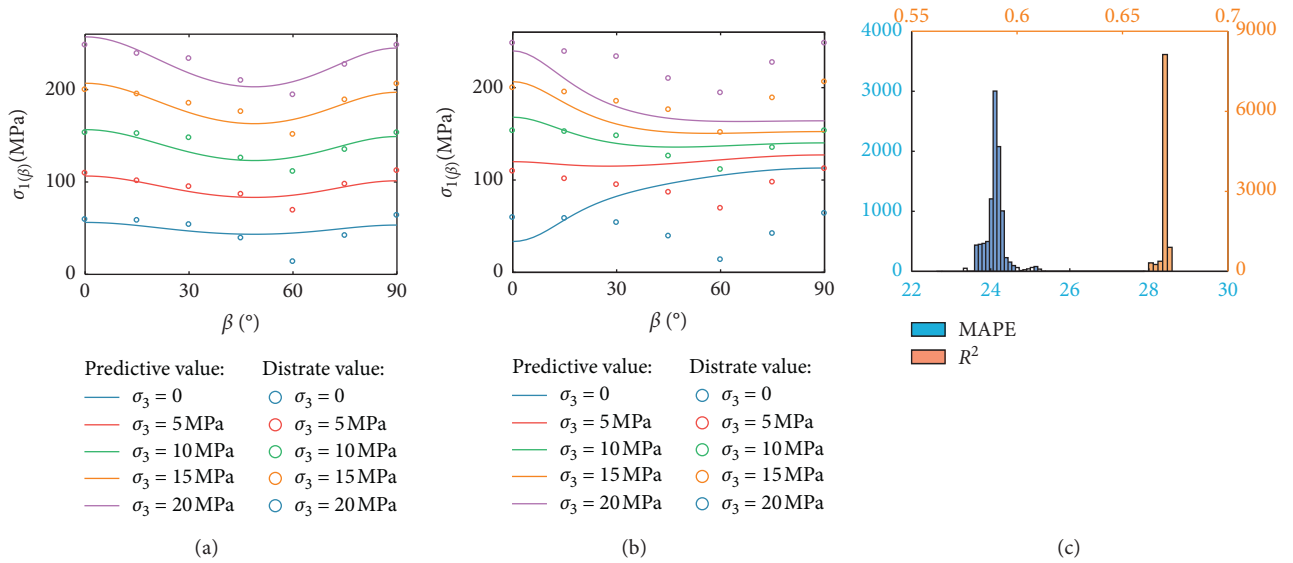 σ1(β)(MPa)
200
100
0
0
30
60
90
β (°)
Predictive value:
Distrate value:
σ3 = 0
σ3 = 0
σ3 = 5 MPa
σ3 = 5 MPa
σ3 = 10 MPa
σ3 = 10 MPa
σ3 = 15 MPa
σ3 = 15 MPa
σ3 = 20 MPa
σ3 = 20 MPa
(a)
σ1(β)(MPa)
200
100
0
0
30
60
90
β (°)
Predictive value:
Distrate value:
σ3 = 0
σ3 = 0
σ3 = 5 MPa
σ3 = 5 MPa
σ3 = 10 MPa
σ3 = 10 MPa
σ3 = 15 MPa
σ3 = 15 MPa
σ3 = 20 MPa
σ3 = 20 MPa
(b)
0.55
0.6
0.65
0.7
4000
3000
2000
1000
0
9000
6000
3000
0
22
24
26
28
30
MAPE
R²
(c)